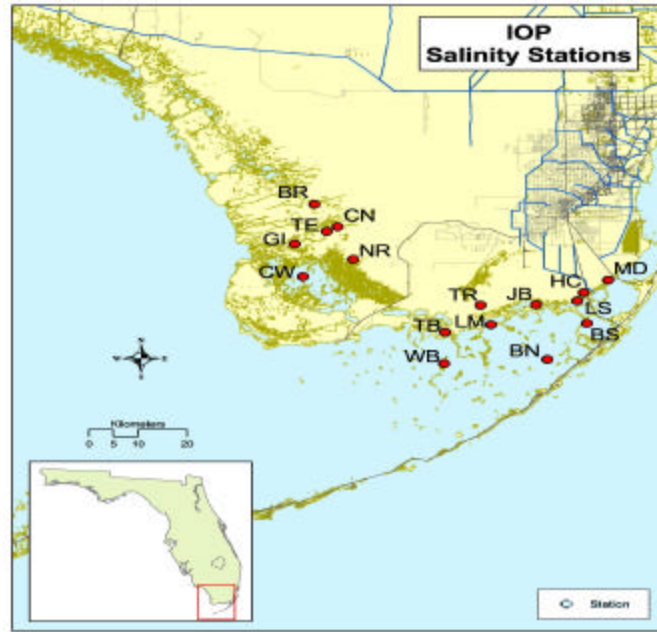 IOP
Salinity Stations
BR
CN
TE
GI
NR
CW
MD
HC
TR
JB
LS
TB
LM
BS
WB
BN
Kilometers
0 5 10 20
Station